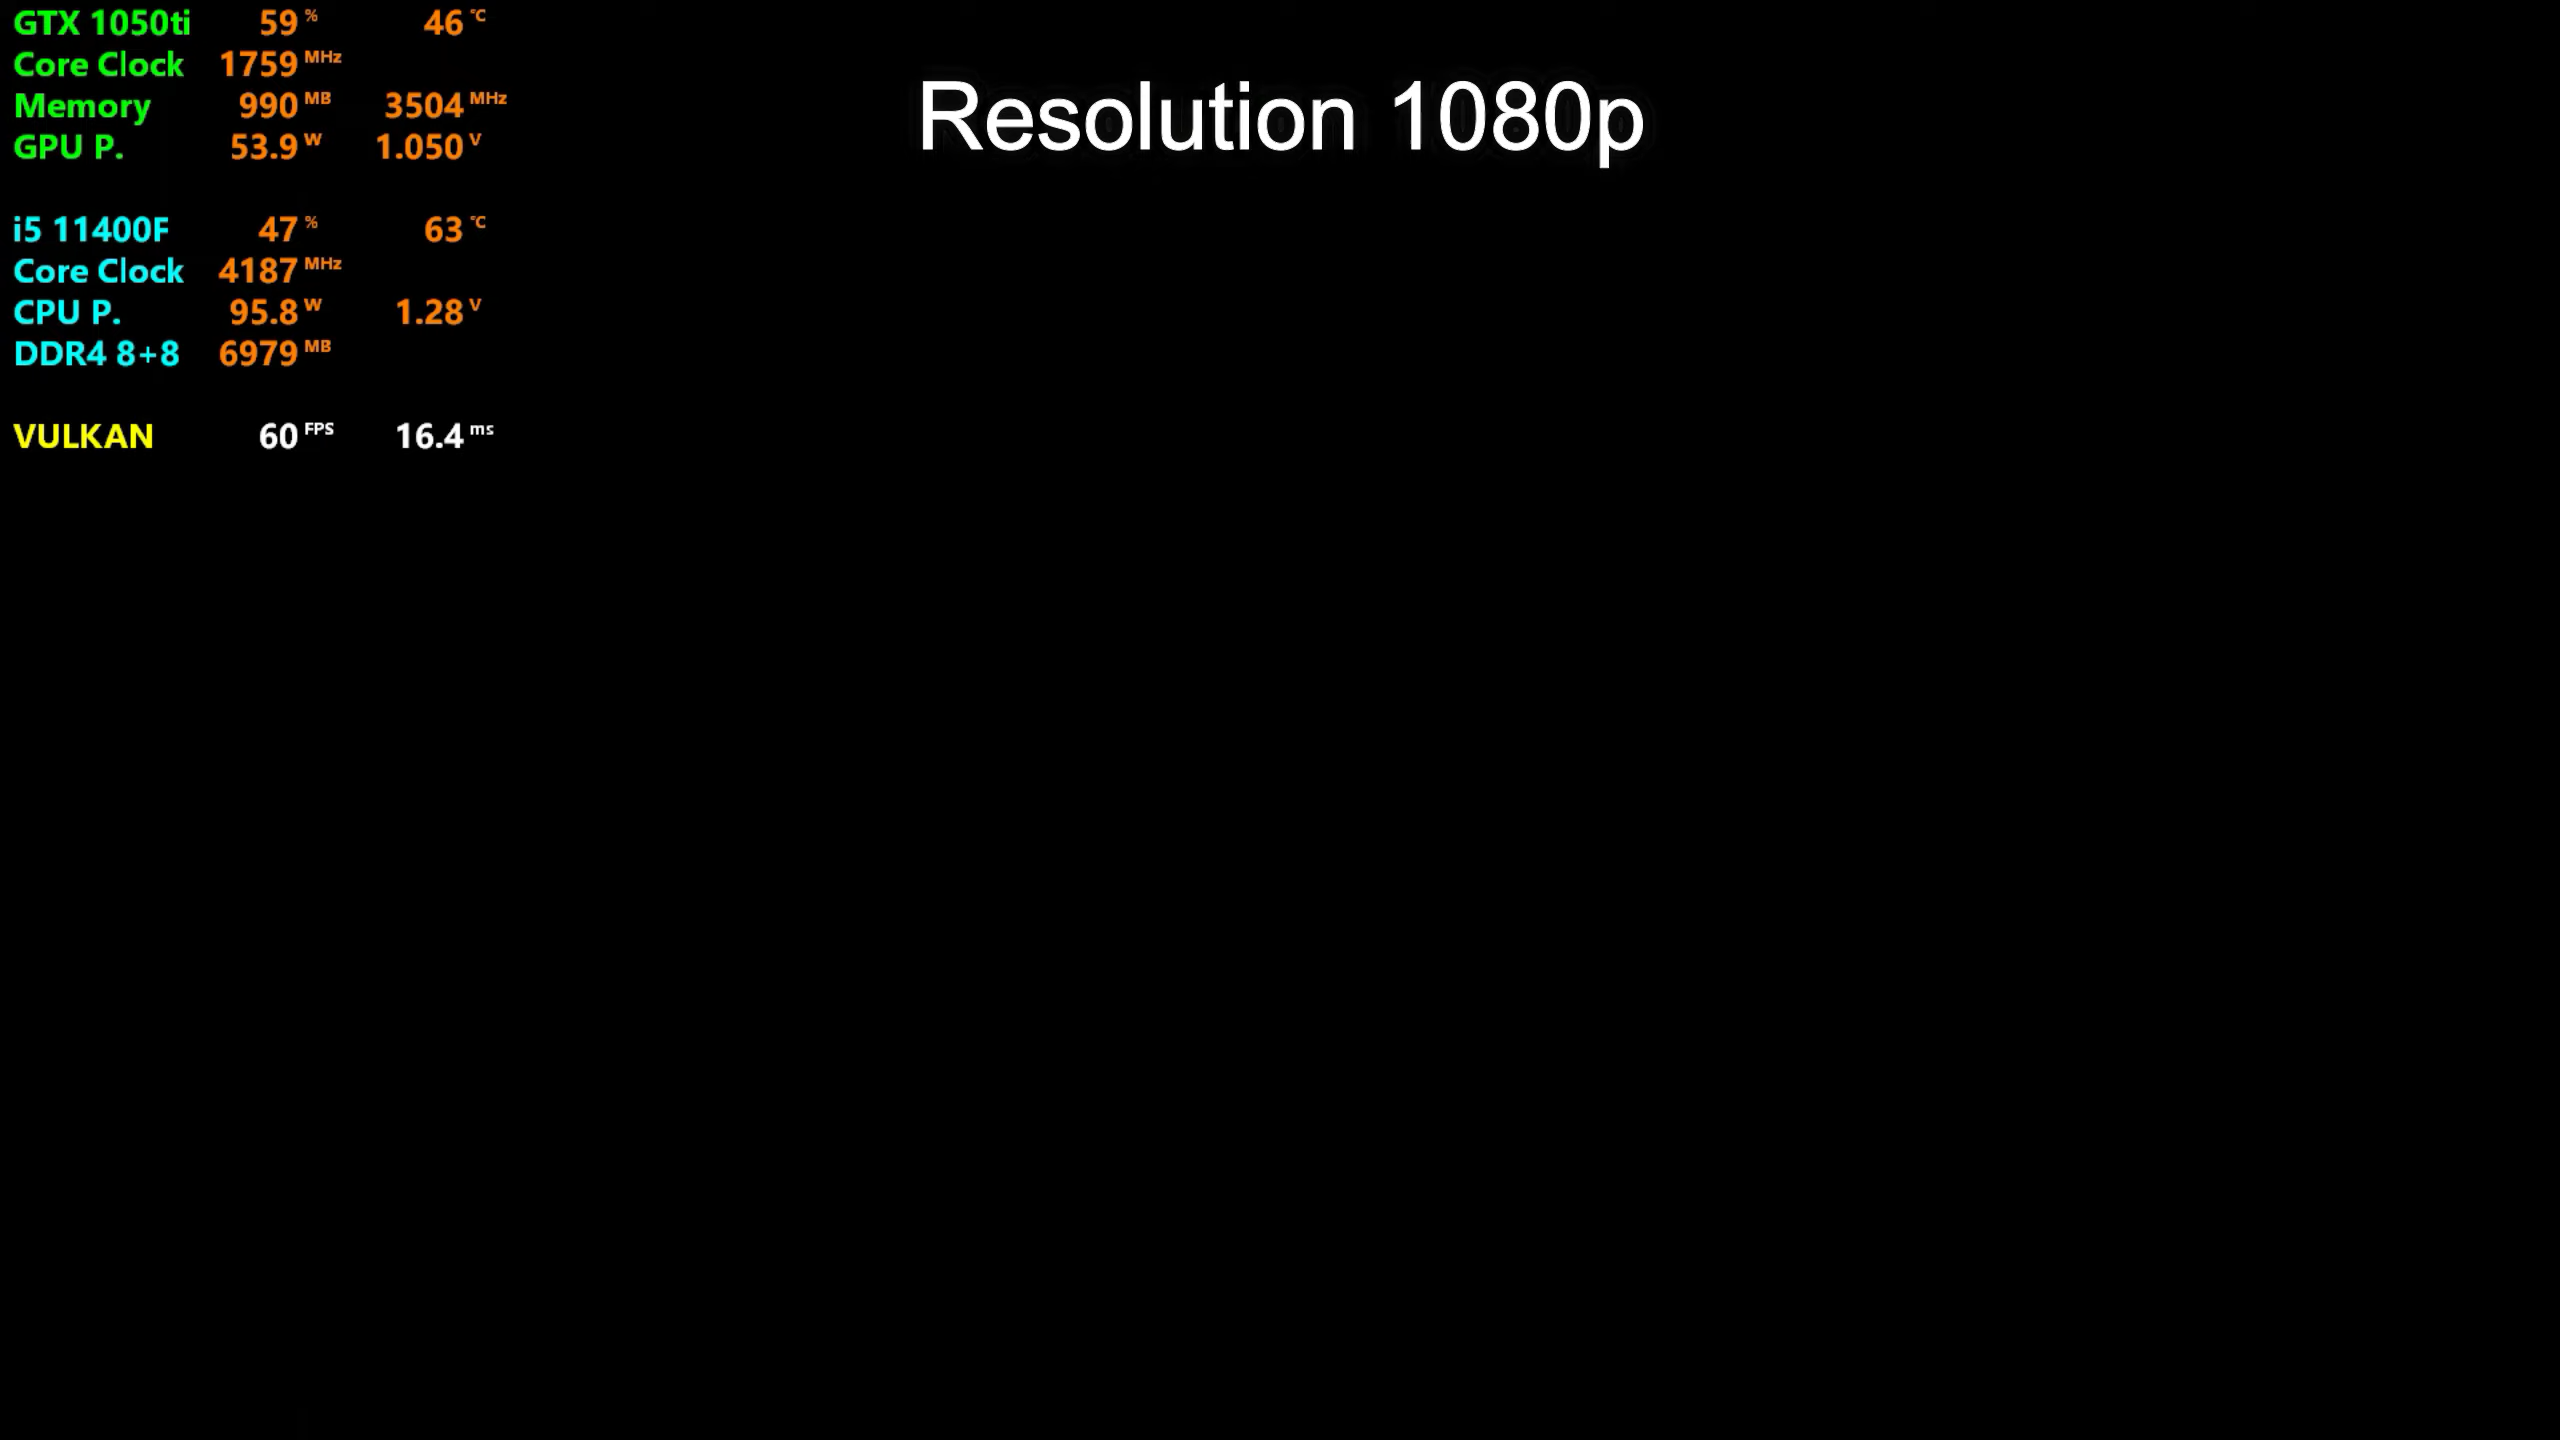 GTX 1050ti 59 % 46 °C
Core Clock 1759 MHz
Memory 990 MB 3504 MHz
GPU P. 53.9 W 1.050 V
Resolution 1080p
i5 11400F 47 % 63 °C
Core Clock 4187 MHz
CPU P. 95.8 W 1.28 V
DDR4 8+8 6979 MB
VULKAN 60 FPS 16.4 ms